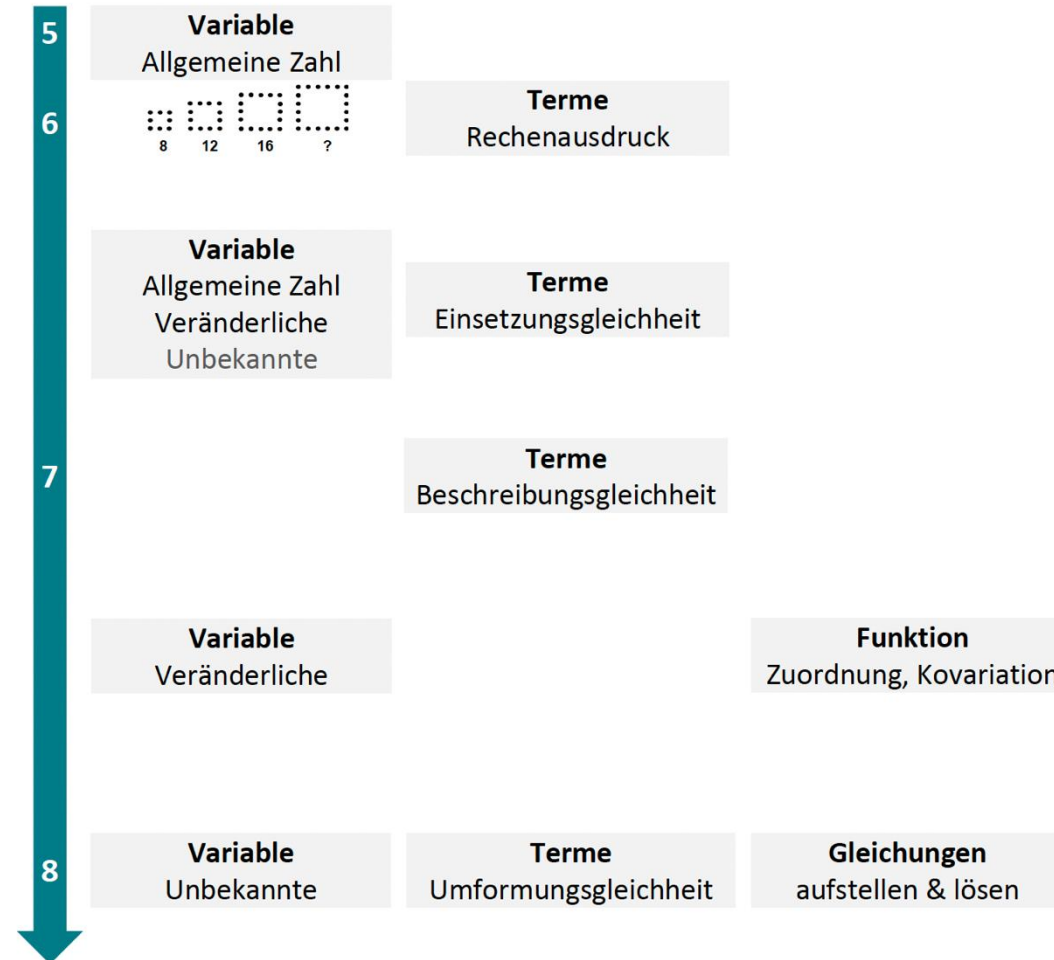 5
Variable
Allgemeine Zahl
6
8 12 16 ?
Terme
Rechenausdruck
Variable
Allgemeine Zahl
Veränderliche
Unbekannte
Terme
Einsetzungsgleichheit
7
Terme
Beschreibungsgleichheit
Variable
Veränderliche
Funktion
Zuordnung, Kovariation
8
Variable
Unbekannte
Terme
Umformungsgleichheit
Gleichungen
aufstellen & lösen